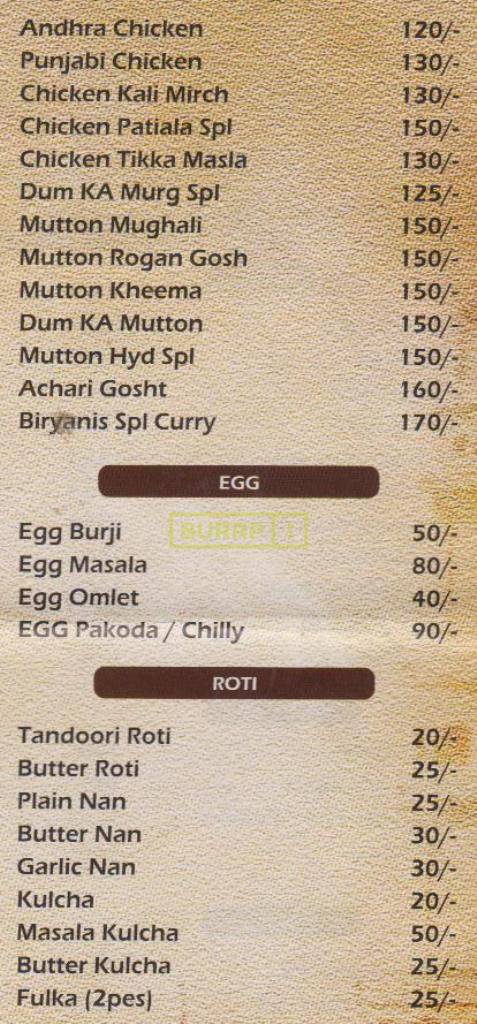 Andhra Chicken 120/-
Punjabi Chicken 130/-
Chicken Kali Mirch 130/-
Chicken Patiala Spl 150/-
Chicken Tikka Masla 130/-
Dum KA Murg Spl 125/-
Mutton Mughali 150/-
Mutton Rogan Gosh 150/-
Mutton Kheema 150/-
Dum KA Mutton 150/-
Mutton Hyd Spl 150/-
Achari Gosht 160/-
Biryanis Spl Curry 170/-
EGG
Egg Burji 50/-
BURRP!
Egg Masala 80/-
Egg Omlet 40/-
EGG Pakoda / Chilly 90/-
ROTI
Tandoori Roti 20/-
Butter Roti 25/-
Plain Nan 25/-
Butter Nan 30/-
Garlic Nan 30/-
Kulcha 20/-
Masala Kulcha 50/-
Butter Kulcha 25/-
Fulka (2pes) 25/-